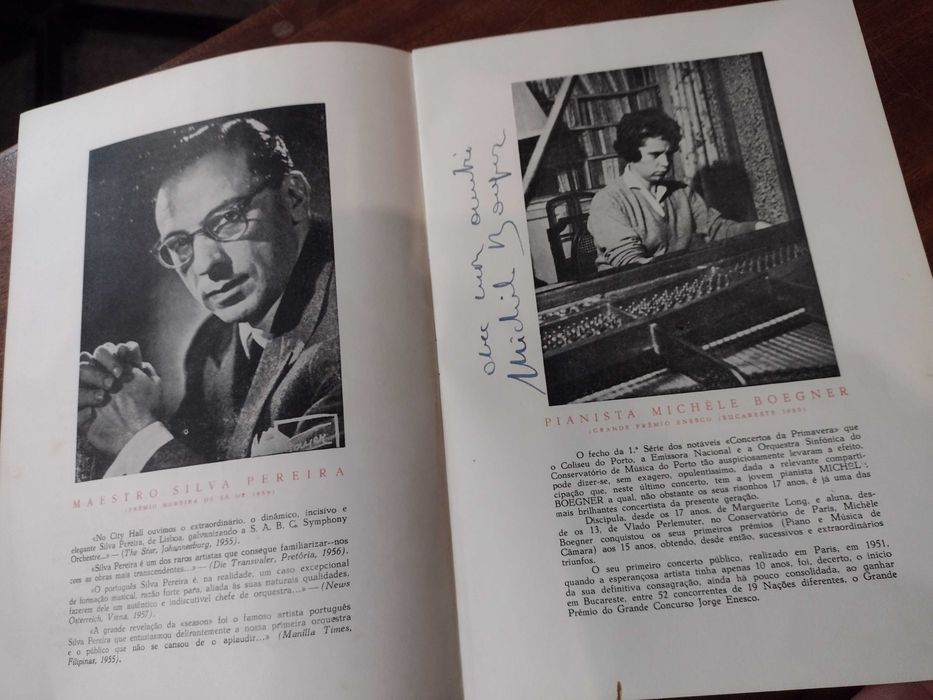 MAESTRO SILVA PEREIRA
(PRÉMIO MOREIRA DE SÁ DE 1959)
«No City Hall ouvimos o extraordinário, o dinâmico, incisivo e
elegante Silva Pereira, de Lisboa, galvanizando a S. A. B. C. Symphony
Orchestre...» — (The Star, Johannenburg, 1955).
«Silva Pereira é um dos raros artistas que consegue familiarizar-nos
com as obras mais transcendentes...» — (Die Transvaler, Pretória, 1956).
«O português Silva Pereira é, na realidade, um caso excepcional
de formação musical, razão forte para, aliada às suas naturais qualidades,
fazerem dele um autêntico e indiscutível chefe de orquestra...» — (Neus
Osterreich, Viena, 1957).
«A grande revelação da «season» foi o famoso artista português
Silva Pereira que entusiasmou delirantemente a nossa primeira orquestra
e o público que não se cansou de o aplaudir...» (Manilla Times,
Filipinas, 1955).
avec mon amitié
Michèle Boegner
PIANISTA MICHÈLE BOEGNER
(GRANDE PRÉMIO ENESCO (BUCARESTE
O fecho da 1.ª Série dos notáveis «Concertos da Primavera» que
o Coliseu do Porto, a Emissora Nacional e a Orquestra Sinfónica do
Conservatório de Música do Porto tão auspiciosamente levaram a efeito,
pode dizer-se, sem exagero, opulentíssimo, dada a relevante comparti-
cipação que, neste último concerto, tem a jovem pianista MICHEL
BOEGNER a qual, não obstante os seus risonhos 17 anos, é já uma das
mais brilhantes concertista da presente geração.
Discípula, desde os 17 anos, de Marguerite Long, e aluna, des-
de os 13, de Vlado Perlemuter, no Conservatório de Paris, Michèle
Boegner conquistou os seus primeiros prémios (Piano e Música de
Câmara) aos 15 anos, obtendo, desde então, sucessivos e extraordinários
triunfos.
O seu primeiro concerto público, realizado em Paris, em 1951,
quando a esperançosa artista tinha apenas 10 anos, foi, decerto, o início
da sua definitiva consagração, ainda há pouco consolidada, ao ganhar
em Bucareste, entre 52 concorrentes de 19 Nações diferentes, o Grande
Prémio do Grande Concurso Jorge Enesco.